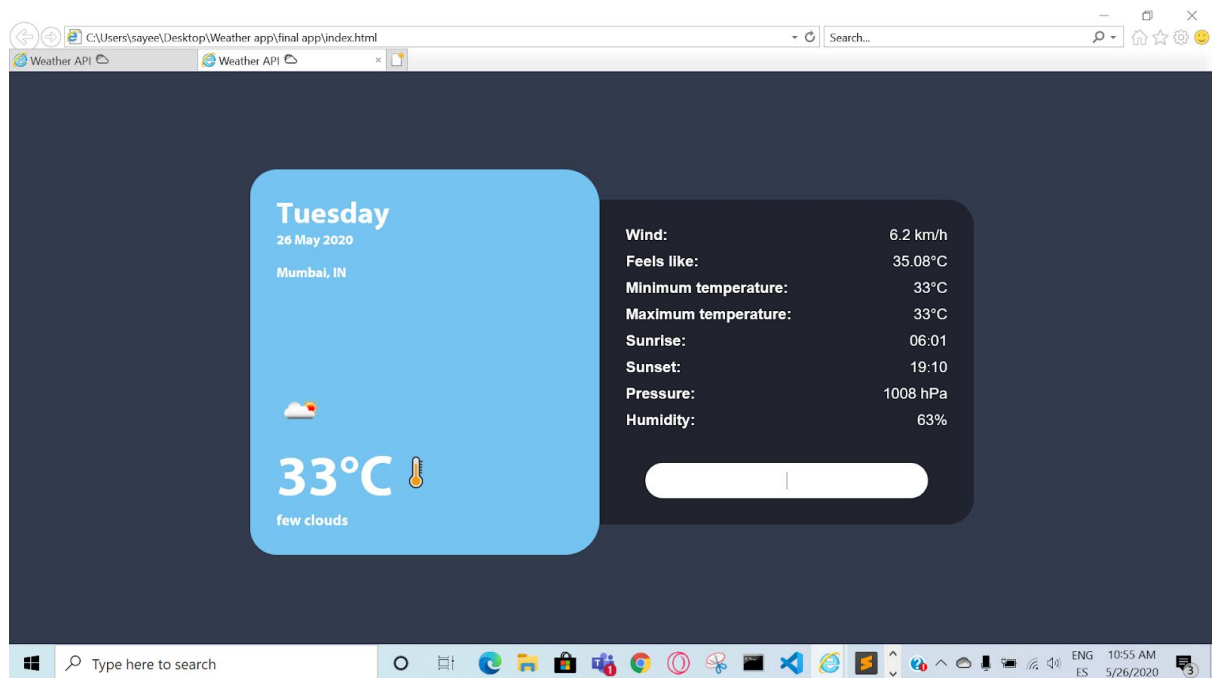 C:\Users\sayee\Desktop\Weather app\final app\index.html
Search...
Weather API
Weather API
Tuesday
26 May 2020
Mumbai, IN
33°C
few clouds
Wind: 6.2 km/h
Feels like: 35.08°C
Minimum temperature: 33°C
Maximum temperature: 33°C
Sunrise: 06:01
Sunset: 19:10
Pressure: 1008 hPa
Humidity: 63%
Type here to search
ENG 10:55 AM
ES 5/26/2020
3